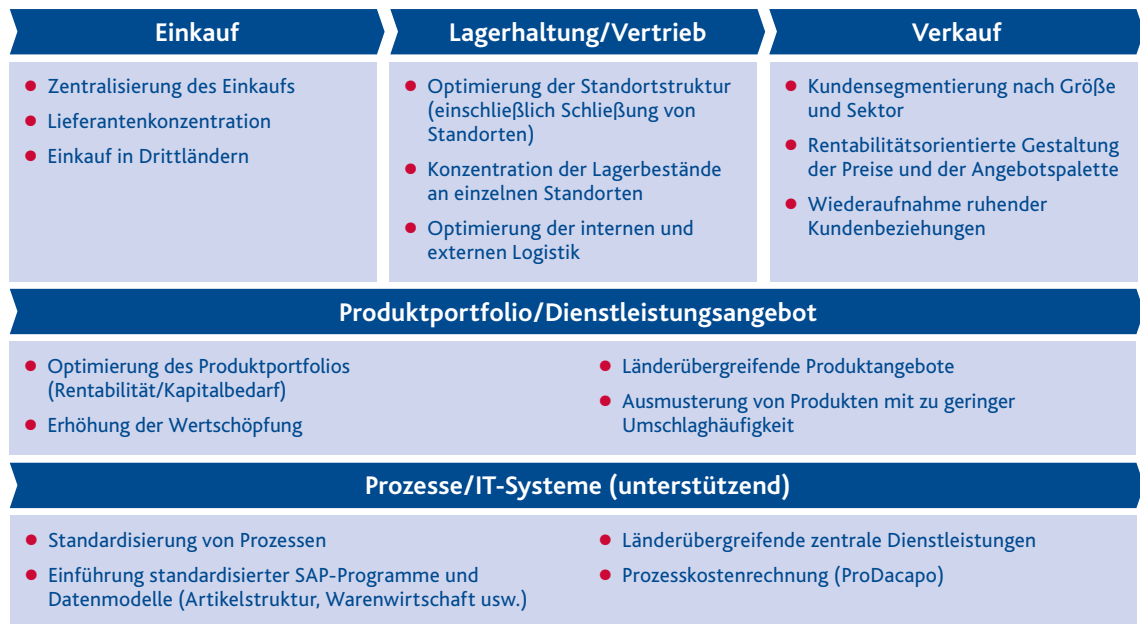 Einkauf
Zentralisierung des Einkaufs
Lieferantenkonzentration
Einkauf in Drittländern
Lagerhaltung/Vertrieb
Optimierung der Standortstruktur
(einschließlich Schließung von
Standorten)
Konzentration der Lagerbestände
an einzelnen Standorten
Optimierung der internen und
externen Logistik
Verkauf
Kundensegmentierung nach Größe
und Sektor
Rentabilitätsorientierte Gestaltung
der Preise und der Angebotspalette
Wiederaufnahme ruhender
Kundenbeziehungen
Produktportfolio/Dienstleistungsangebot
Optimierung des Produktportfolios
(Rentabilität/Kapitalbedarf)
Erhöhung der Wertschöpfung
Länderübergreifende Produktangebote
Ausmusterung von Produkten mit zu geringer
Umschlaghäufigkeit
Prozesse/IT-Systeme (unterstützend)
Standardisierung von Prozessen
Einführung standardisierter SAP-Programme und
Datenmodelle (Artikelstruktur, Warenwirtschaft usw.)
Länderübergreifende zentrale Dienstleistungen
Prozesskostenrechnung (ProDacapo)